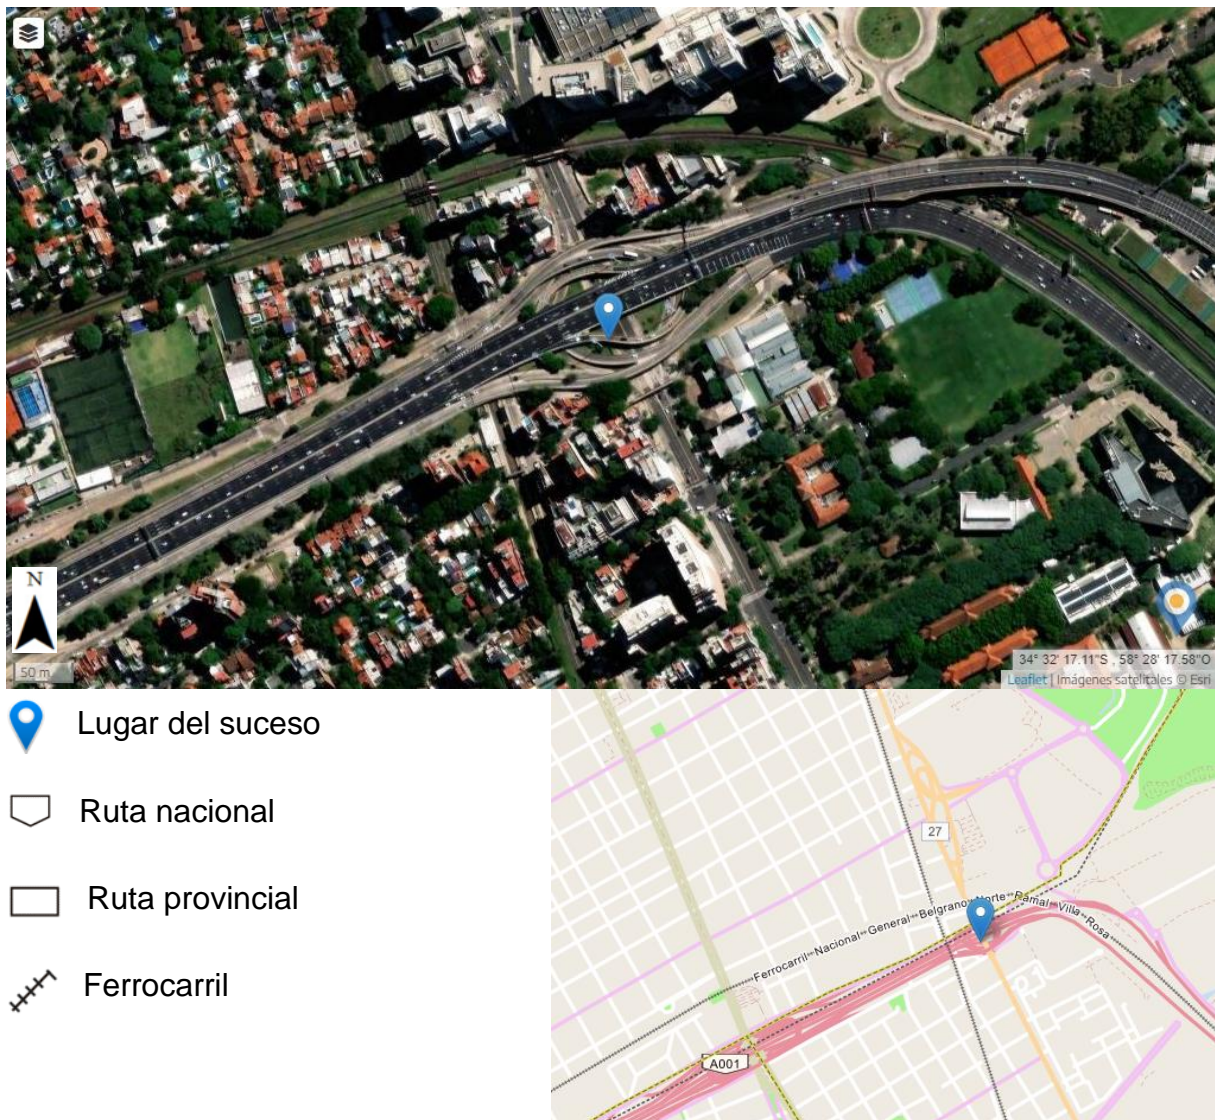 N
50 m
34° 32' 17.11"S , 58° 28' 17.58"O
Leaflet | Imágenes satelitales © Esri
Lugar del suceso
Ruta nacional
Ruta provincial
Ferrocarril
27
Ferrocarril Nacional General Belgrano Norte Ramal Villa Rosa
A001